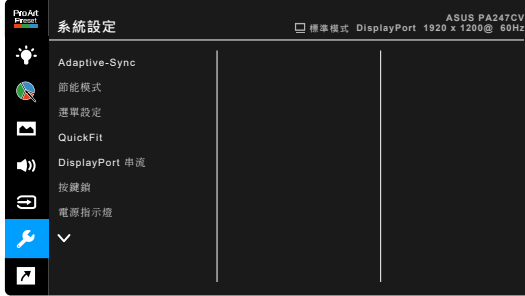 ProArt
Preset
系統設定
標準模式 DisplayPort 1920 x 1200@ 60Hz
ASUS PA247CV
Adaptive-Sync
節能模式
選單設定
QuickFit
DisplayPort 串流
按鍵鎖
電源指示燈